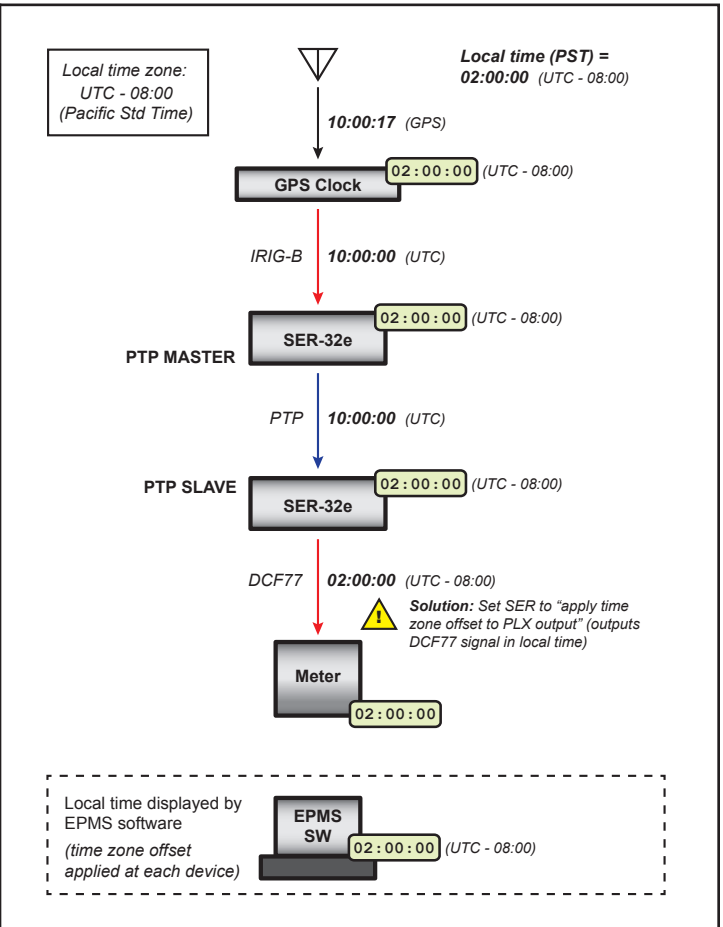 Local time zone:
UTC - 08:00
(Pacific Std Time)
Local time (PST) =
02:00:00 (UTC - 08:00)
10:00:17 (GPS)
GPS Clock
02:00:00 (UTC - 08:00)
IRIG-B 10:00:00 (UTC)
02:00:00 (UTC - 08:00)
SER-32e
PTP MASTER
PTP 10:00:00 (UTC)
PTP SLAVE
02:00:00 (UTC - 08:00)
SER-32e
DCF77 02:00:00 (UTC - 08:00)
!
Solution: Set SER to “apply time
zone offset to PLX output” (outputs
DCF77 signal in local time)
Meter
02:00:00
Local time displayed by
EPMS software
(time zone offset
applied at each device)
EPMS
SW
02:00:00 (UTC - 08:00)